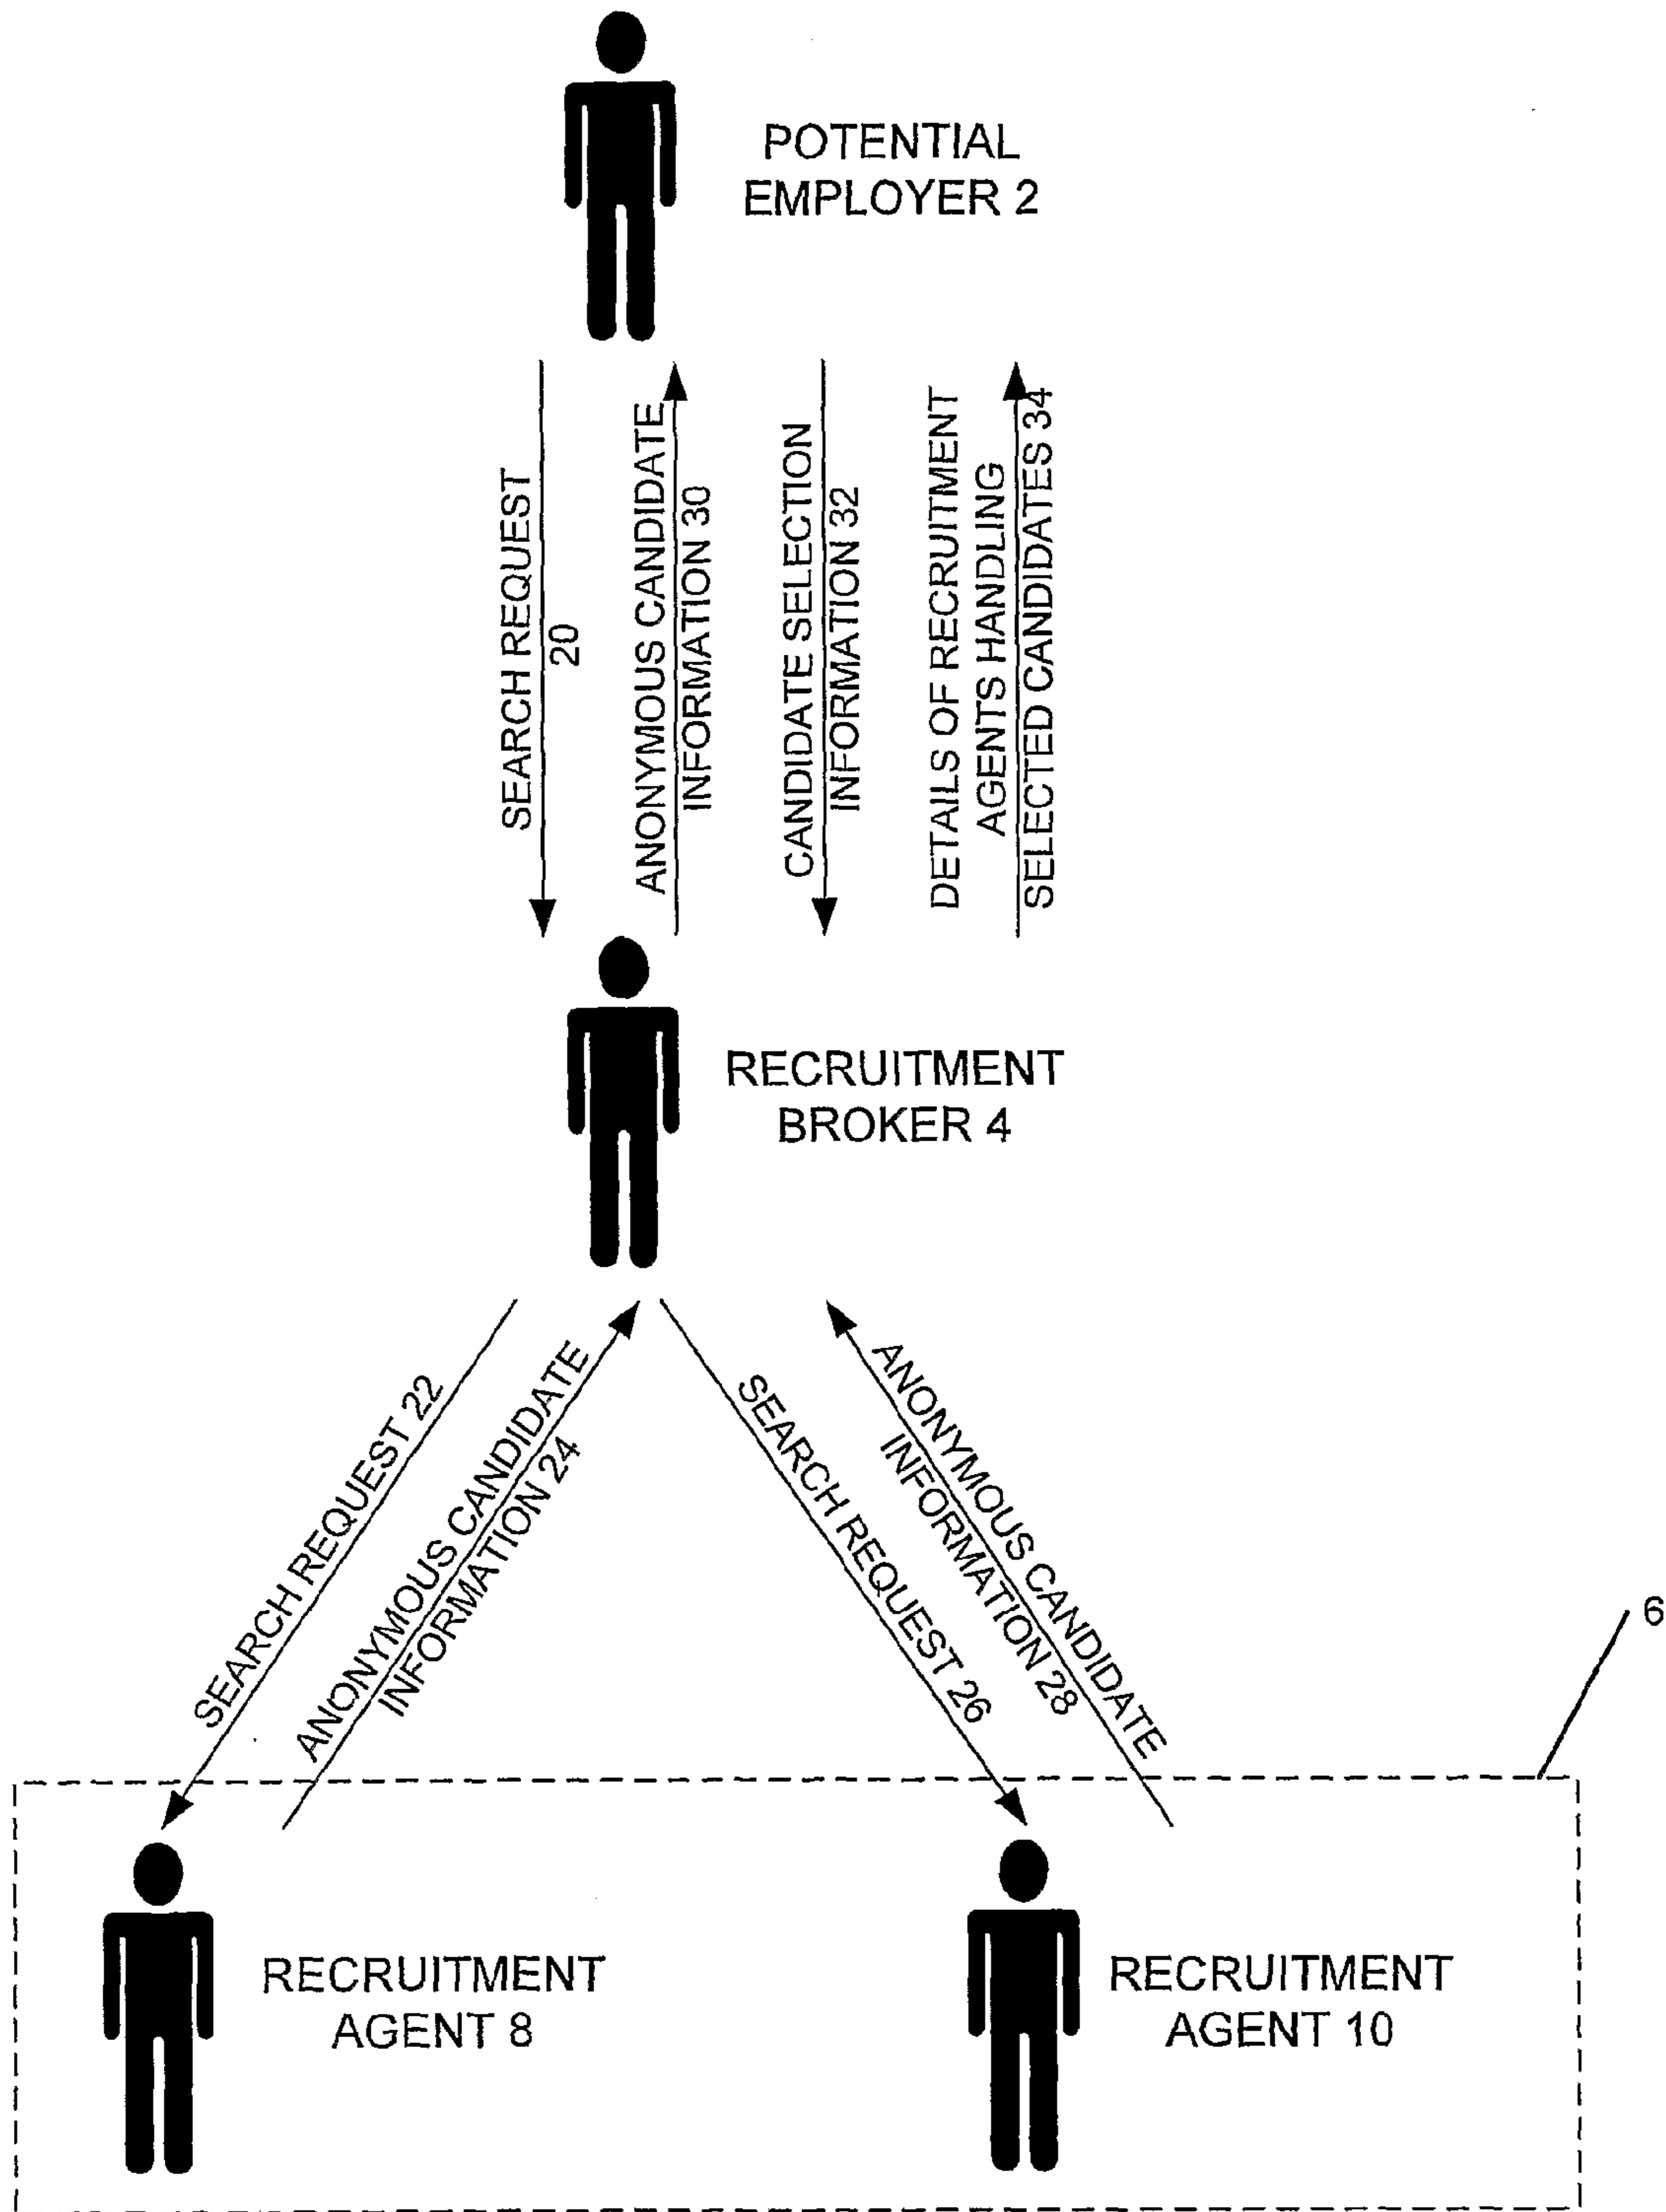 POTENTIAL
EMPLOYER 2
SEARCH REQUEST
20
ANONYMOUS CANDIDATE
INFORMATION 30
CANDIDATE SELECTION
INFORMATION 32
DETAILS OF RECRUITMENT
AGENTS HANDLING
SELECTED CANDIDATES 34
RECRUITMENT
BROKER 4
SEARCH REQUEST 22
ANONYMOUS CANDIDATE
INFORMATION 24
SEARCH REQUEST 26
ANONYMOUS CANDIDATE
INFORMATION 28
6
RECRUITMENT
AGENT 8
RECRUITMENT
AGENT 10